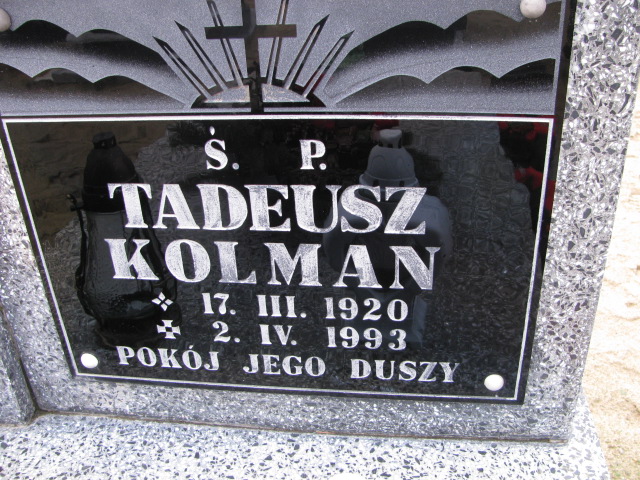 Ś. P.
TADEUSZ
KOLMAN
17. III. 1920
2. IV. 1993
POKÓJ JEGO DUSZY